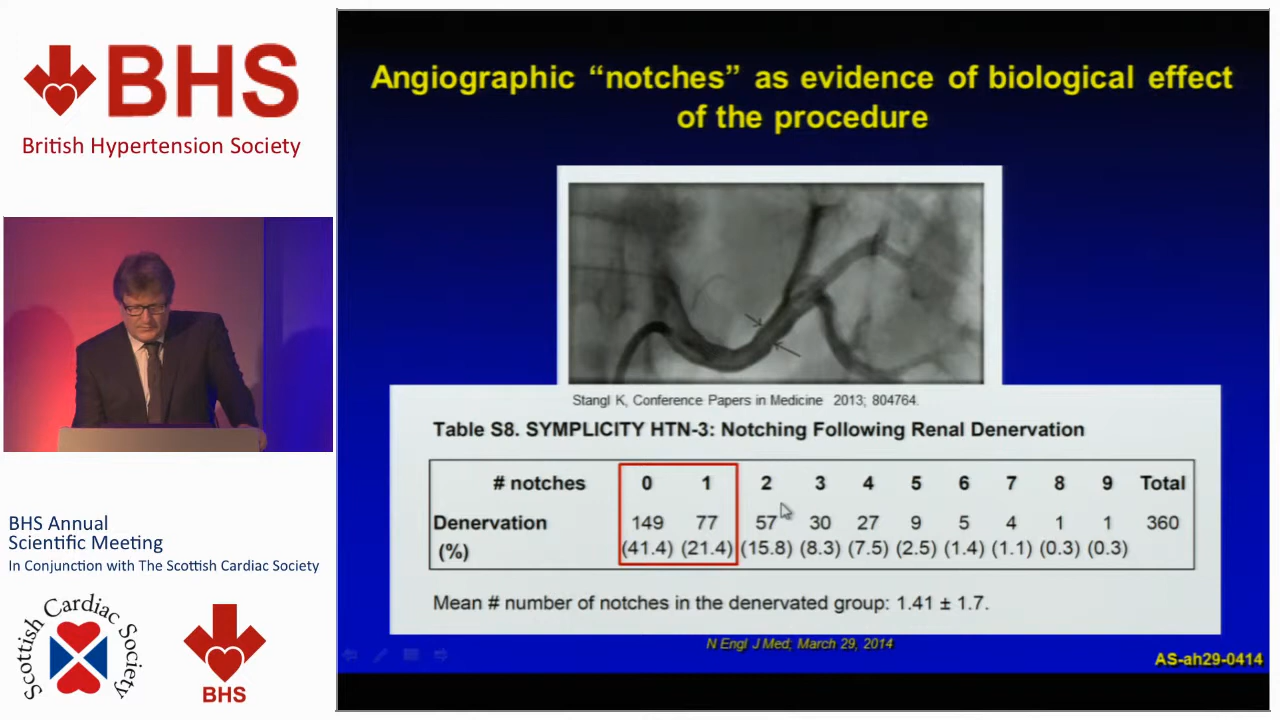 BHS
British Hypertension Society
BHS Annual
Scientific Meeting
In Conjunction with The Scottish Cardiac Society
Scottish Cardiac Society
BHS
Angiographic “notches” as evidence of biological effect
of the procedure
Stangl K, Conference Papers in Medicine 2013; 804764.
Table S8. SYMPLICITY HTN-3: Notching Following Renal Denervation
# notches 0 1 2 3 4 5 6 7 8 9 Total
Denervation 149 77 57 30 27 9 5 4 1 1 360
(%) (41.4) (21.4) (15.8) (8.3) (7.5) (2.5) (1.4) (1.1) (0.3) (0.3)
Mean # number of notches in the denervated group: 1.41 ± 1.7.
N Engl J Med; March 29, 2014
AS-ah29-0414